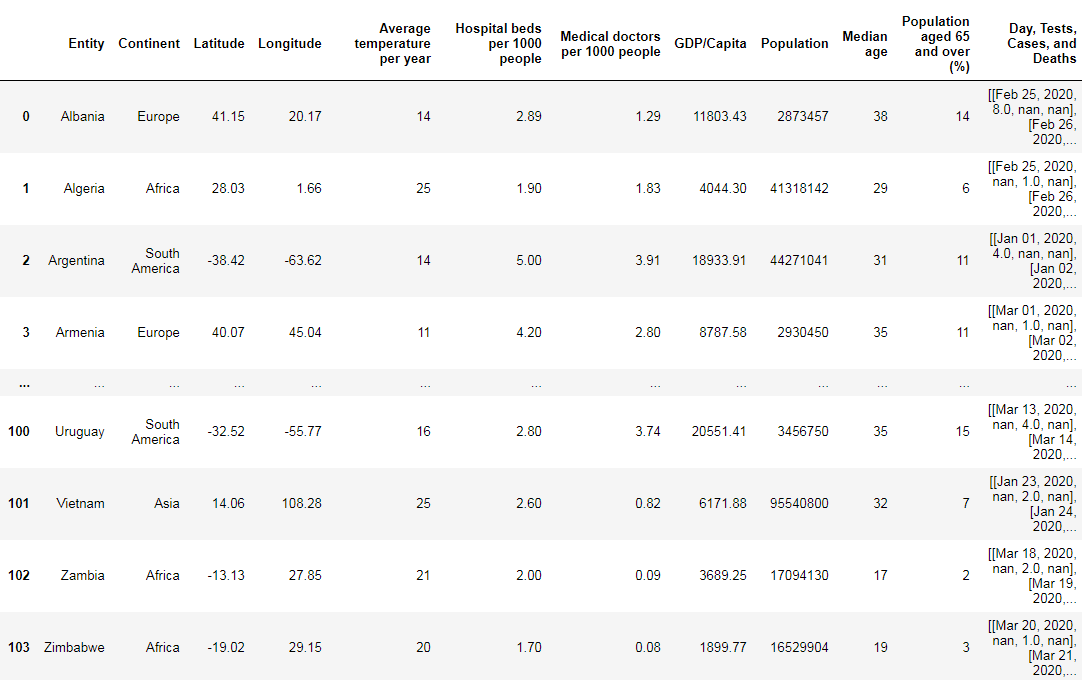 Entity Continent Latitude Longitude Average temperature per year Hospital beds per 1000 people Medical doctors per 1000 people GDP/Capita Population Median age Population aged 65 and over (%) Day, Tests, Cases, and Deaths
0 Albania Europe 41.15 20.17 14 2.89 1.29 11803.43 2873457 38 14 [[Feb 25, 2020, 8.0, nan, nan], [Feb 26, 2020,...
1 Algeria Africa 28.03 1.66 25 1.90 1.83 4044.30 41318142 29 6 [[Feb 25, 2020, nan, 1.0, nan], [Feb 26, 2020,...
2 Argentina South America -38.42 -63.62 14 5.00 3.91 18933.91 44271041 31 11 [[Jan 01, 2020, 4.0, nan, nan], [Jan 02, 2020,...
3 Armenia Europe 40.07 45.04 11 4.20 2.80 8787.58 2930450 35 11 [[Mar 01, 2020, nan, 1.0, nan], [Mar 02, 2020,...
... ... ... ... ... ... ... ... ... ... ... ... ...
100 Uruguay South America -32.52 -55.77 16 2.80 3.74 20551.41 3456750 35 15 [[Mar 13, 2020, nan, 4.0, nan], [Mar 14, 2020,...
101 Vietnam Asia 14.06 108.28 25 2.60 0.82 6171.88 95540800 32 7 [[Jan 23, 2020, nan, 2.0, nan], [Jan 24, 2020,...
102 Zambia Africa -13.13 27.85 21 2.00 0.09 3689.25 17094130 17 2 [[Mar 18, 2020, nan, 2.0, nan], [Mar 19, 2020,...
103 Zimbabwe Africa -19.02 29.15 20 1.70 0.08 1899.77 16529904 19 3 [[Mar 20, 2020, nan, 1.0, nan], [Mar 21, 2020,...